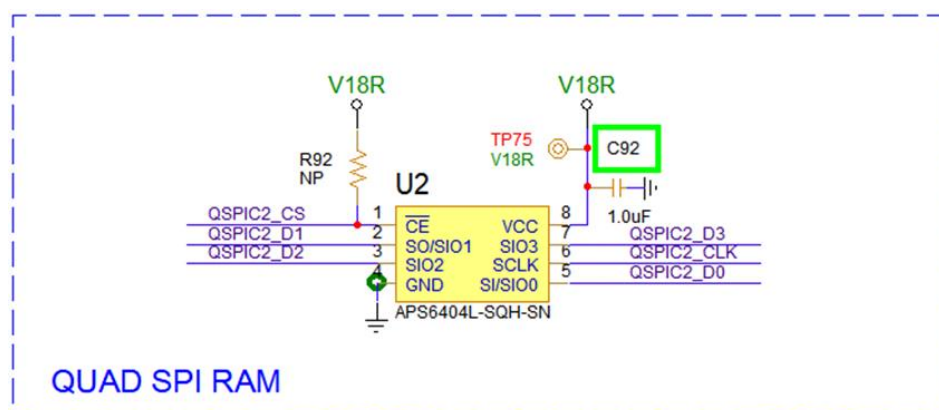 V18R
V18R
TP75
V18R
C92
R92
NP
U2
1.0uF
QSPIC2_CS
1
CE
VCC
8
QSPIC2_D1
2
SO/SIO1
SIO3
7
QSPIC2_D3
QSPIC2_D2
3
SIO2
SCLK
6
QSPIC2_CLK
4
GND
SI/SIO0
5
QSPIC2_D0
APS6404L-SQH-SN
QUAD SPI RAM